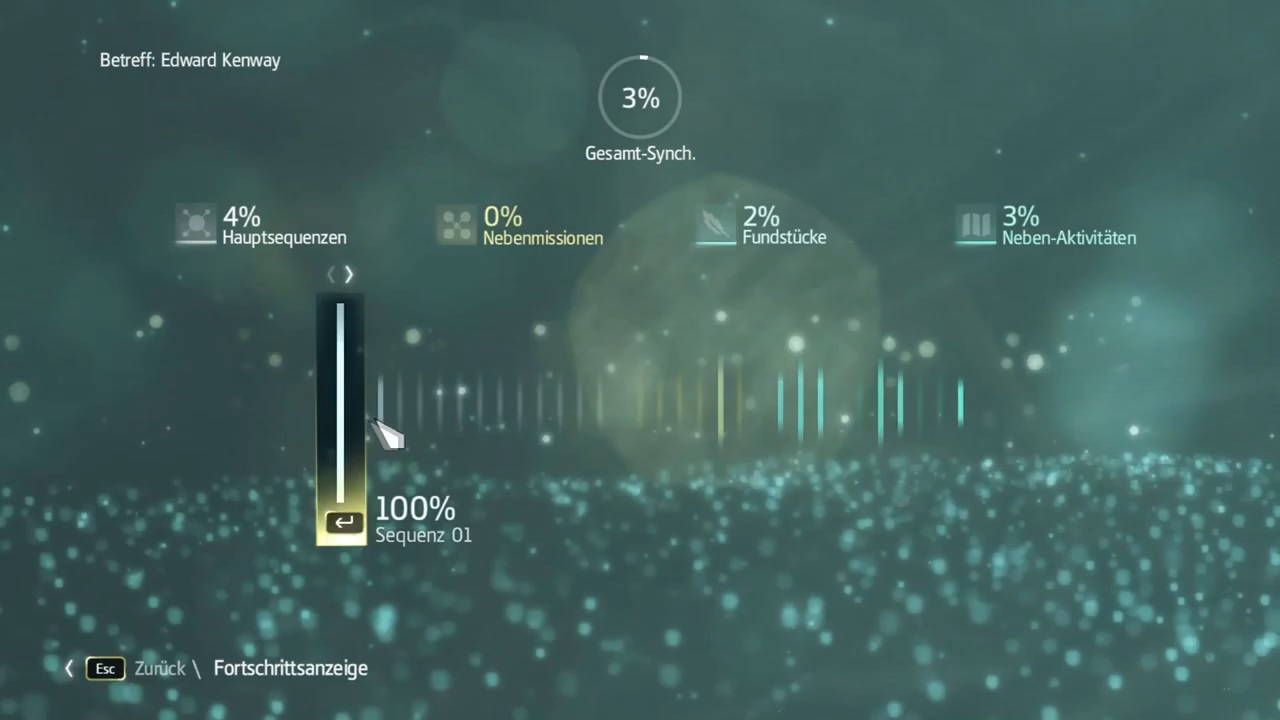 Betreff: Edward Kenway
3%
Gesamt-Synch.
4%
Hauptsequenzen
0%
Nebenmissionen
2%
Fundstücke
3%
Neben-Aktivitäten
100%
Sequenz 01
Esc Zurück \ Fortschrittsanzeige